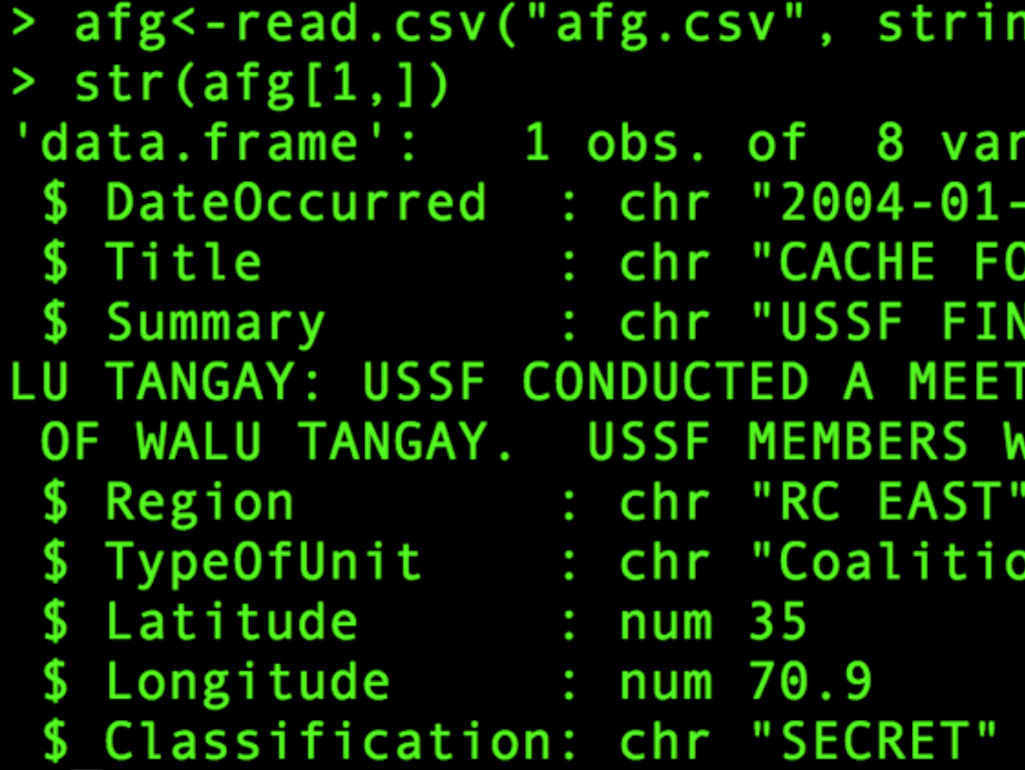 > afg<-read.csv("afg.csv", strin
> str(afg[1,])
'data.frame':   1 obs. of  8 var
 $ DateOccurred  : chr "2004-01-
 $ Title         : chr "CACHE FO
 $ Summary       : chr "USSF FIN
LU TANGAY: USSF CONDUCTED A MEET
 OF WALU TANGAY.  USSF MEMBERS W
 $ Region        : chr "RC EAST"
 $ TypeOfUnit    : chr "Coalitio
 $ Latitude      : num 35
 $ Longitude     : num 70.9
 $ Classification: chr "SECRET"